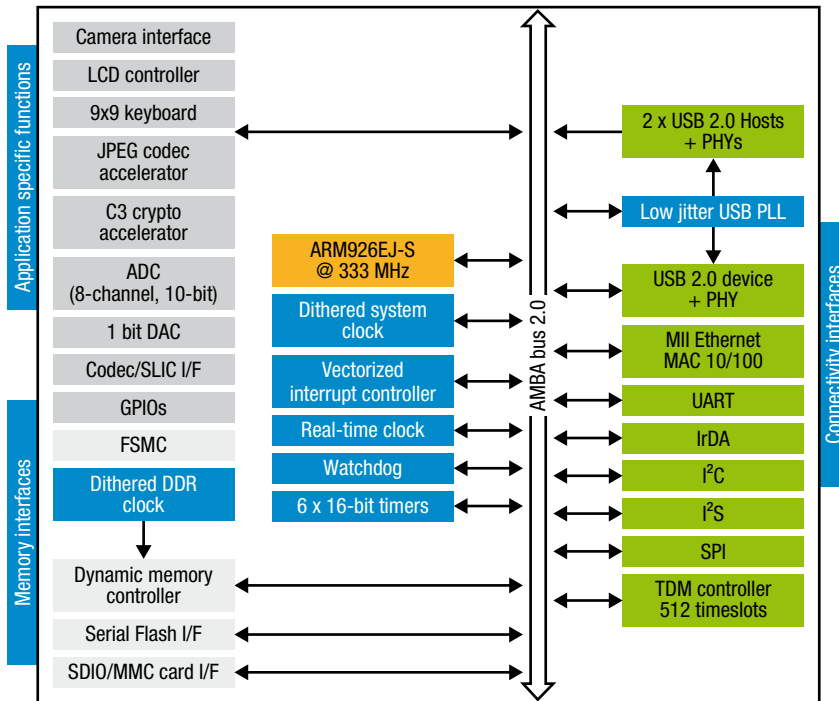 Application specific functions
Memory interfaces
Camera interface
LCD controller
9x9 keyboard
JPEG codec
accelerator
C3 crypto
accelerator
ADC
(8-channel, 10-bit)
1 bit DAC
Codec/SLIC I/F
GPIOs
FSMC
Dithered DDR
clock
Dynamic memory
controller
Serial Flash I/F
SDIO/MMC card I/F
ARM926EJ-S
@ 333 MHz
Dithered system
clock
Vectorized
interrupt controller
Real-time clock
Watchdog
6 x 16-bit timers
AMBA bus 2.0
2 x USB 2.0 Hosts
+ PHYs
Low jitter USB PLL
USB 2.0 device
+ PHY
MII Ethernet
MAC 10/100
UART
IrDA
I²C
I²S
SPI
TDM controller
512 timeslots
Connectivity interfaces